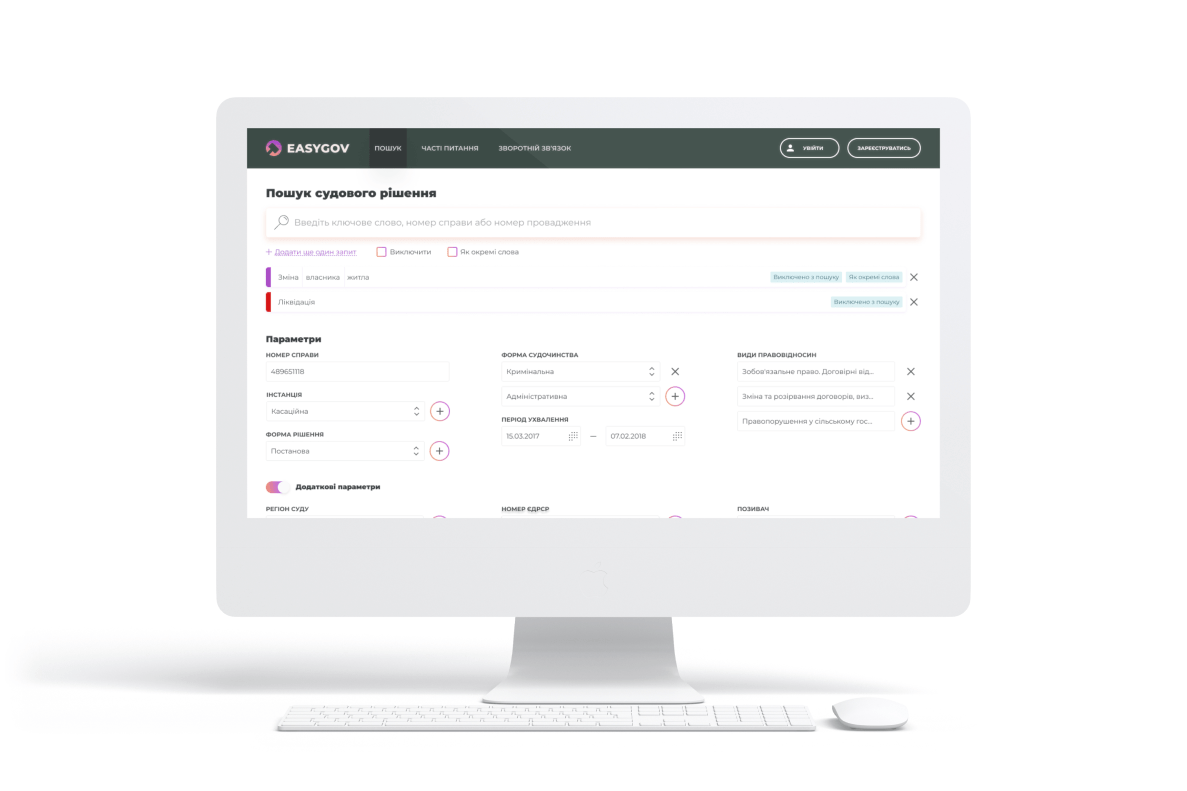 EASYGOV ПОШУК ЧАСТІ ПИТАННЯ ЗВОРОТНІЙ ЗВ'ЯЗОК УВІЙТИ ЗАРЕЄСТРУВАТИСЬ
Пошук судового рішення
Введіть ключове слово, номер справи або номер провадження
+ Додати ще один запит Виключити Як окремі слова
Зміна власника житла Виключено з пошуку Як окремі слова
Ліквідація Виключено з пошуку
Параметри
НОМЕР СПРАВИ ФОРМА СУДОЧИНСТВА ВИДИ ПРАВОВІДНОСИН
489651118 Кримінальна Зобов'язальне право. Договірні від...
ІНСТАНЦІЯ Адміністративна Зміна та розірвання договорів, виз...
Касаційна ПЕРІОД УХВАЛЕННЯ Правопорушення у сільському гос...
ФОРМА РІШЕННЯ 15.03.2017 — 07.02.2018
Постанова
Додаткові параметри
РЕГІОН СУДУ НОМЕР ЄДРСР ПОЗИВАЧ